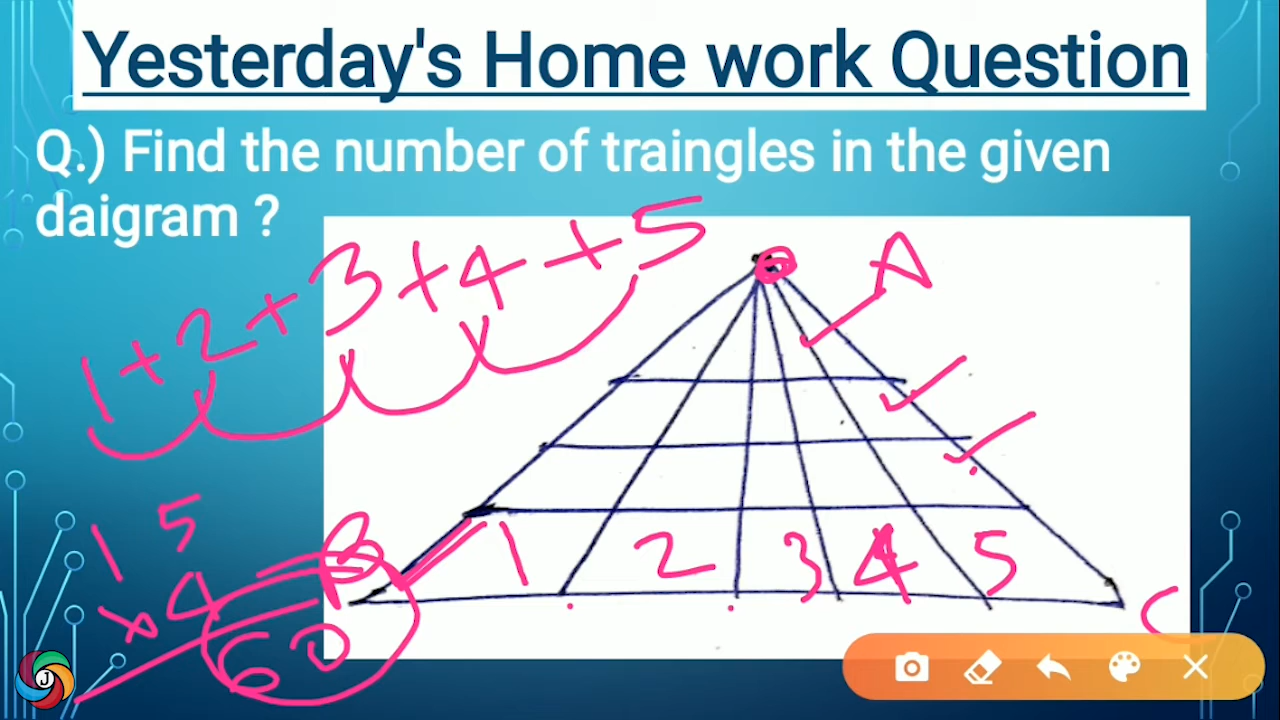 Yesterday's Home work Question
Q.) Find the number of traingles in the given
daigram ?
1+2+3+4+5
A
15
×4
60
B
1 2 3 4 5
C
J